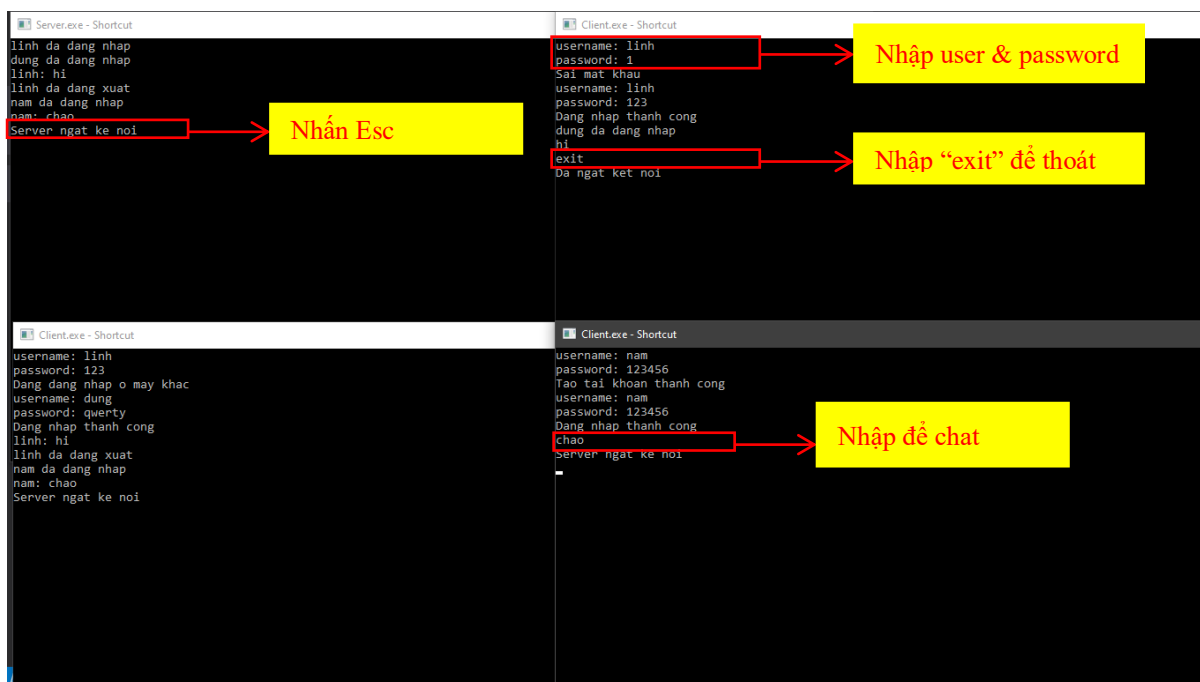 Server.exe - Shortcut
linh da dang nhap
dung da dang nhap
linh: hi
linh da dang xuat
nam da dang nhap
nam: chao
Server ngat ke noi
Nhấn Esc
Client.exe - Shortcut
username: linh
password: 1
Sai mat khau
username: linh
password: 123
Dang nhap thanh cong
dung da dang nhap
hi
exit
Da ngat ket noi
Nhập user & password
Nhập “exit” để thoát
Client.exe - Shortcut
username: linh
password: 123
Dang dang nhap o may khac
username: dung
password: qwerty
Dang nhap thanh cong
linh: hi
linh da dang xuat
nam da dang nhap
nam: chao
Server ngat ke noi
Client.exe - Shortcut
username: nam
password: 123456
Tao tai khoan thanh cong
username: nam
password: 123456
Dang nhap thanh cong
chao
Server ngat ke noi
Nhập để chat